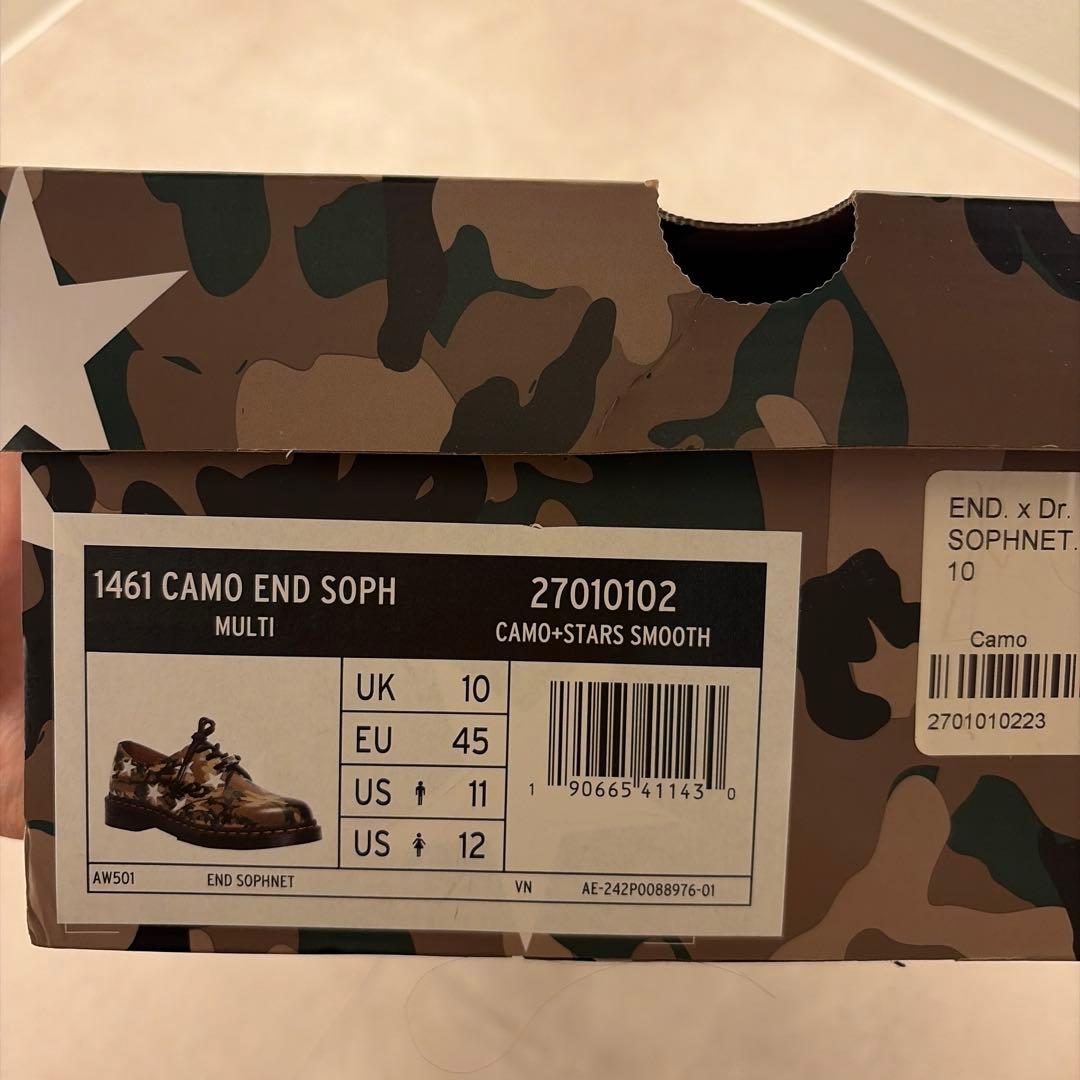 1461 CAMO END SOPH
MULTI
27010102
CAMO+STARS SMOOTH
UK 10
EU 45
US 11
US 12
1 90665 41143 0
AW501 END SOPHNET VN AE-242P0088976-01
END. x Dr.
SOPHNET.
10
Camo
2701010223